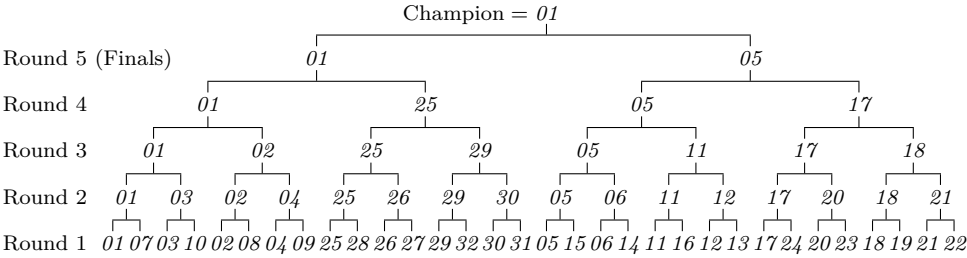 Champion = 01
Round 5 (Finals) 01 05
Round 4 01 25 05 17
Round 3 01 02 25 29 05 11 17 18
Round 2 01 03 02 04 25 26 29 30 05 06 11 12 17 20 18 21
Round 1 01 07 03 10 02 08 04 09 25 28 26 27 29 32 30 31 05 15 06 14 11 16 12 13 17 24 20 23 18 19 21 22